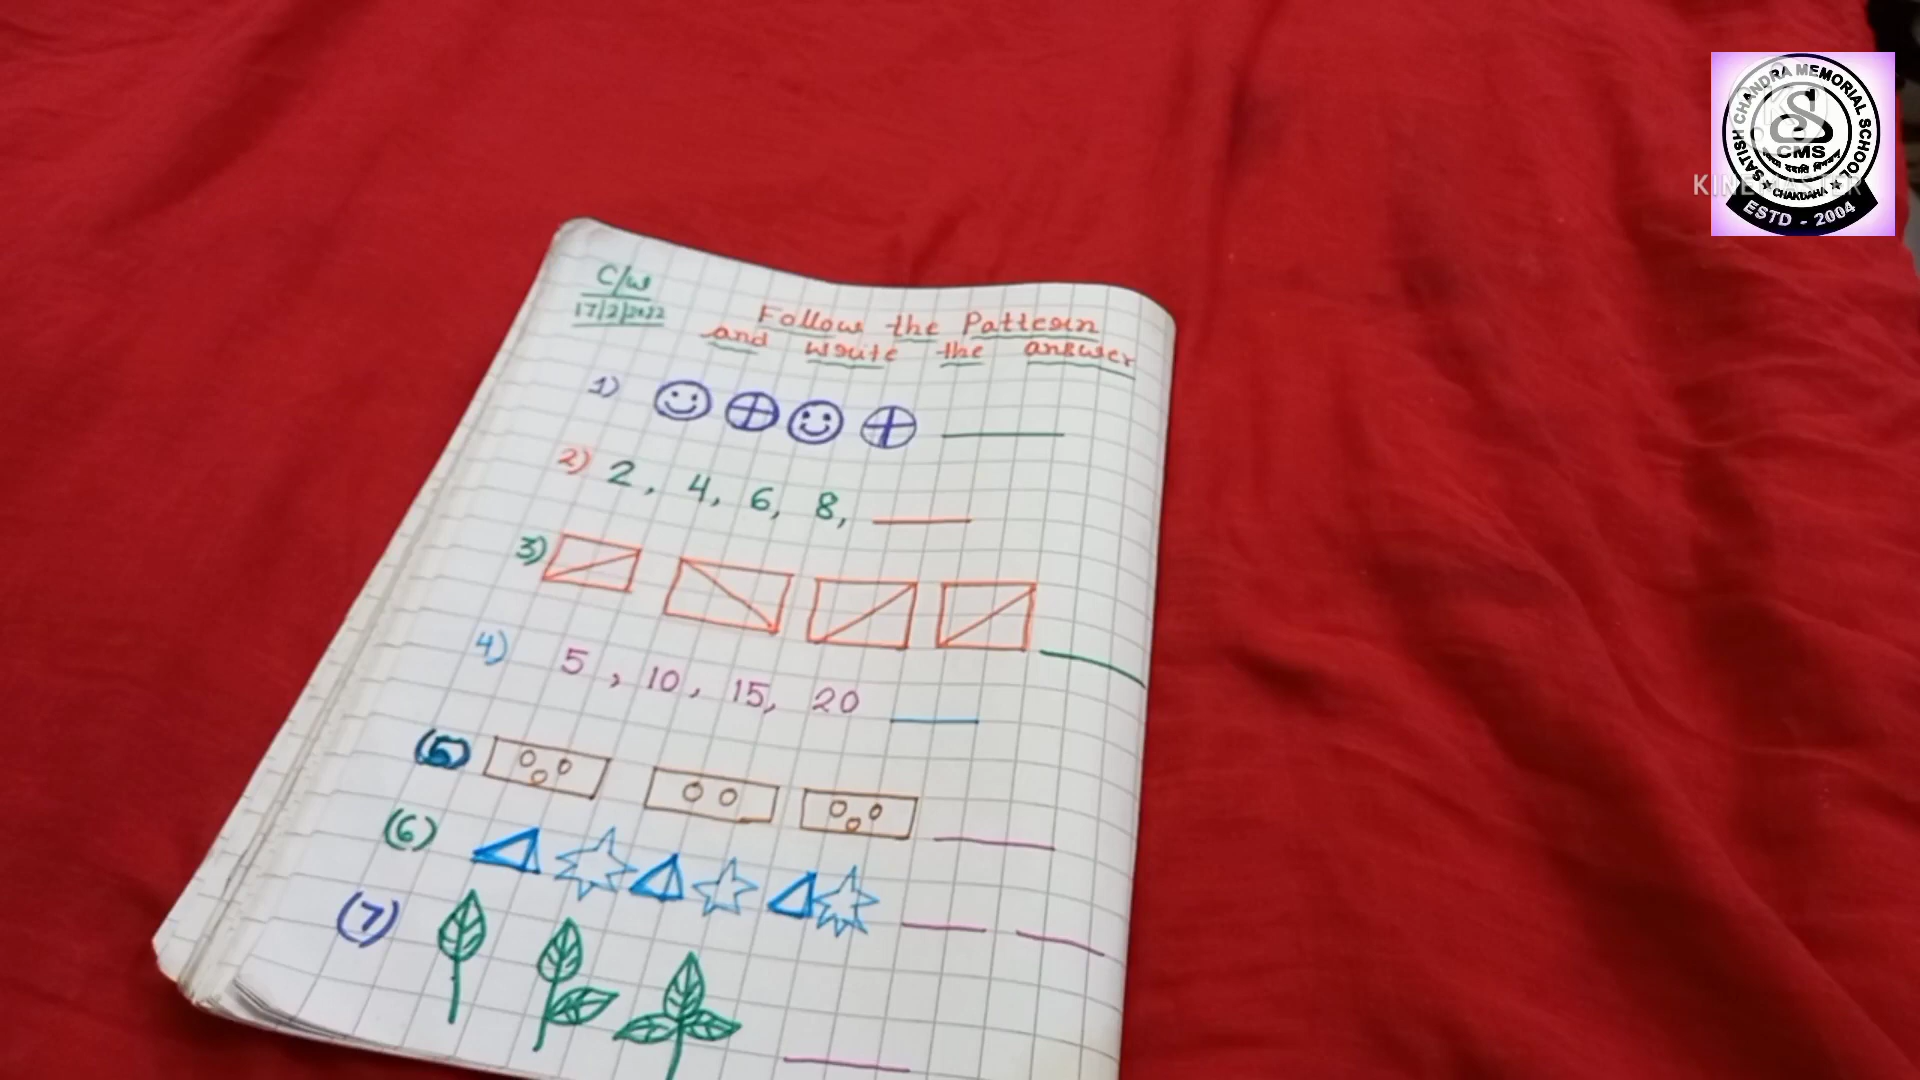 C/W
17/2/2022
Follow the Pattern
and write the answer
1)
2) 2, 4, 6, 8,
3)
4) 5, 10, 15, 20
(5)
(6)
(7)
SATISH CHANDRA MEMORIAL SCHOOL
S
CMS
★ CHAKDAHA ★
ESTD - 2004
KINEMASTER